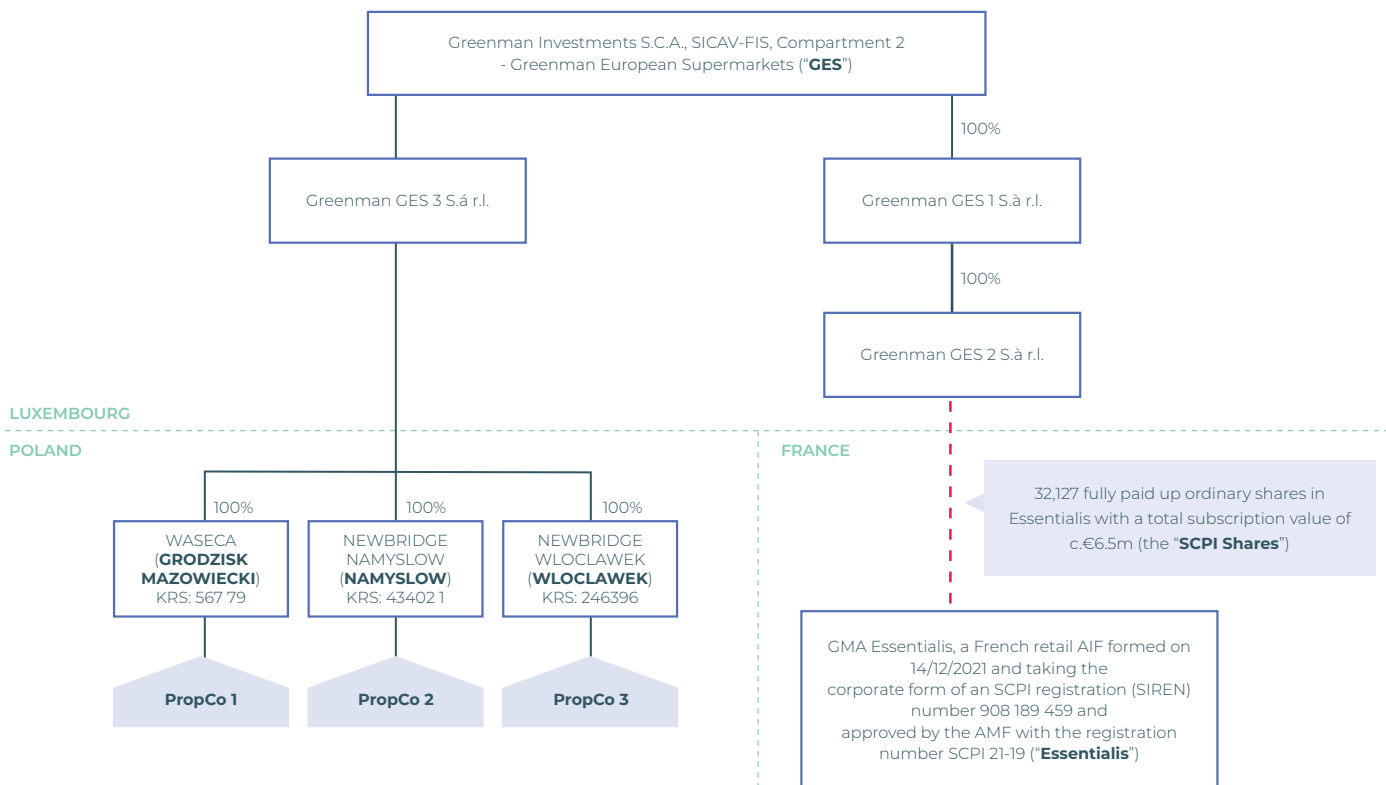 Greenman Investments S.C.A., SICAV-FIS, Compartment 2
- Greenman European Supermarkets (“GES”)
100%
Greenman GES 3 S.á r.l.
Greenman GES 1 S.à r.l.
100%
Greenman GES 2 S.à r.l.
LUXEMBOURG
POLAND
FRANCE
32,127 fully paid up ordinary shares in
Essentialis with a total subscription value of
c.€6.5m (the “SCPI Shares”)
100%
100%
100%
WASECA
(GRODZISK
MAZOWIECKI)
KRS: 567 79
NEWBRIDGE
NAMYSLOW
(NAMYSLOW)
KRS: 43402 1
NEWBRIDGE
WLOCLAWEK
(WLOCLAWEK)
KRS: 246396
PropCo 1
PropCo 2
PropCo 3
GMA Essentialis, a French retail AIF formed on
14/12/2021 and taking the
corporate form of an SCPI registration (SIREN)
number 908 189 459 and
approved by the AMF with the registration
number SCPI 21-19 (“Essentialis”)